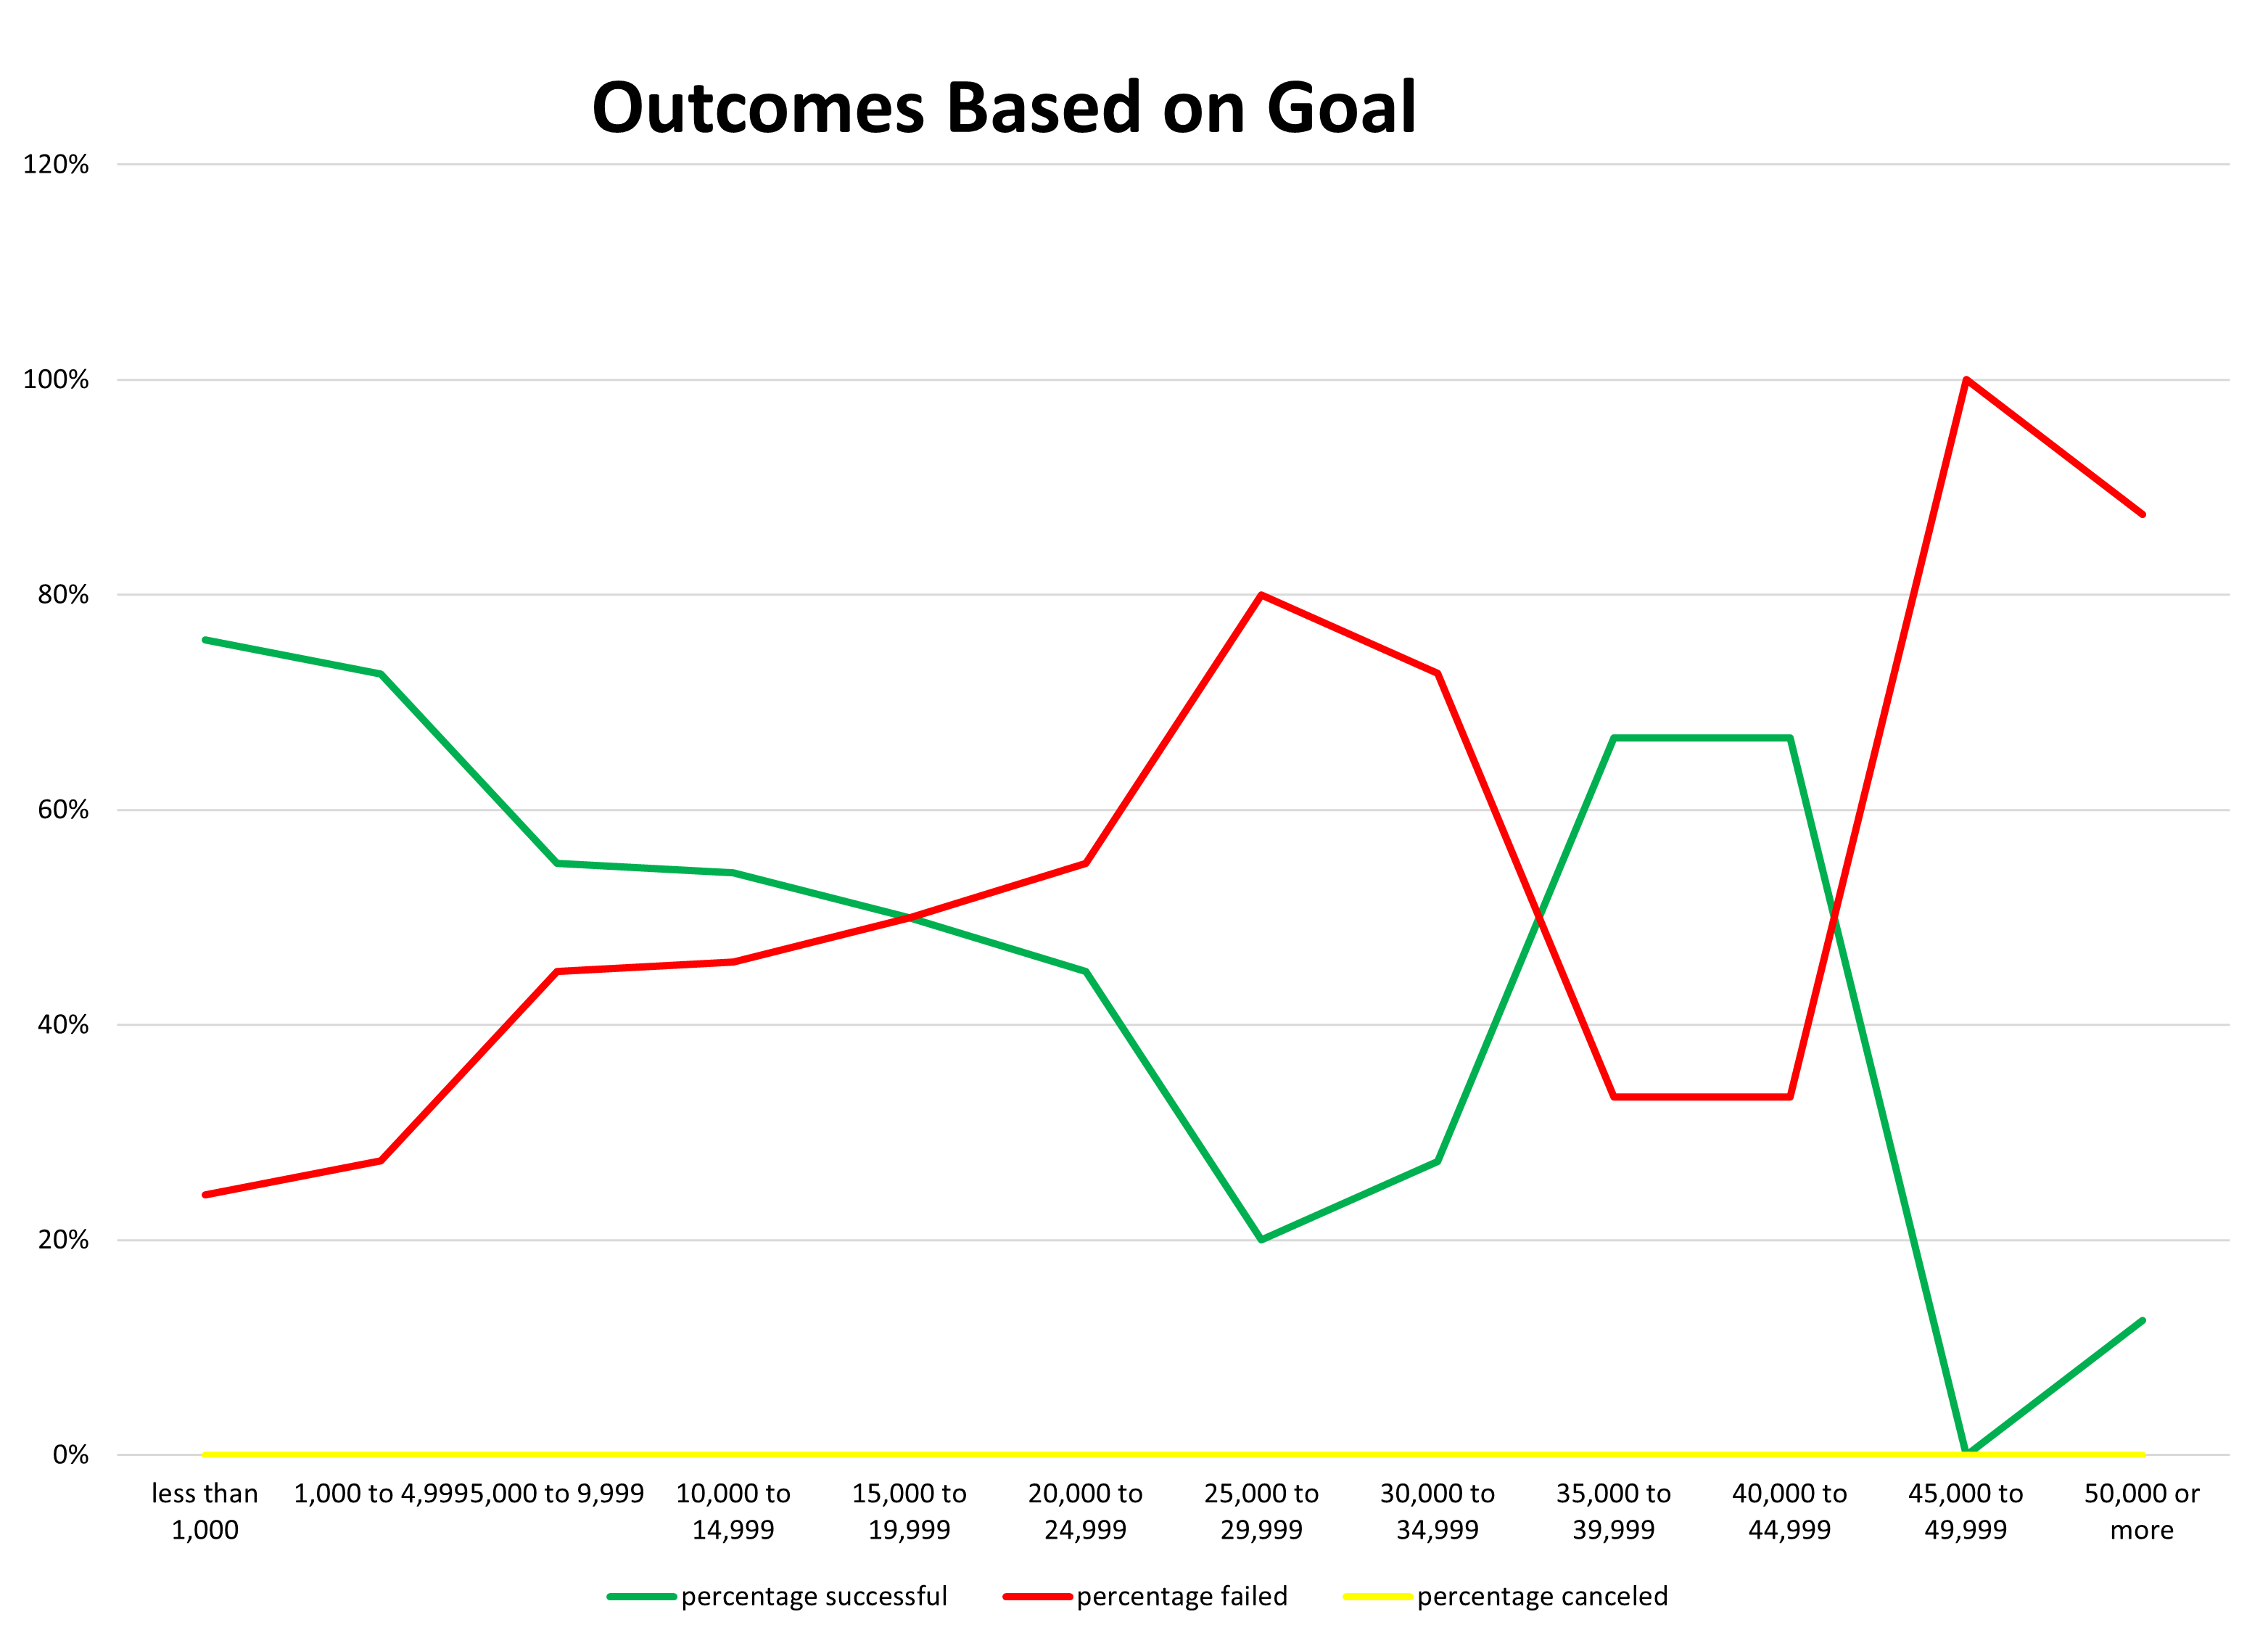 Outcomes Based on Goal
120%
100%
80%
60%
40%
20%
0%
less than
1,000
1,000 to 4,999
5,000 to 9,999
10,000 to
14,999
15,000 to
19,999
20,000 to
24,999
25,000 to
29,999
30,000 to
34,999
35,000 to
39,999
40,000 to
44,999
45,000 to
49,999
50,000 or
more
percentage successful
percentage failed
percentage canceled